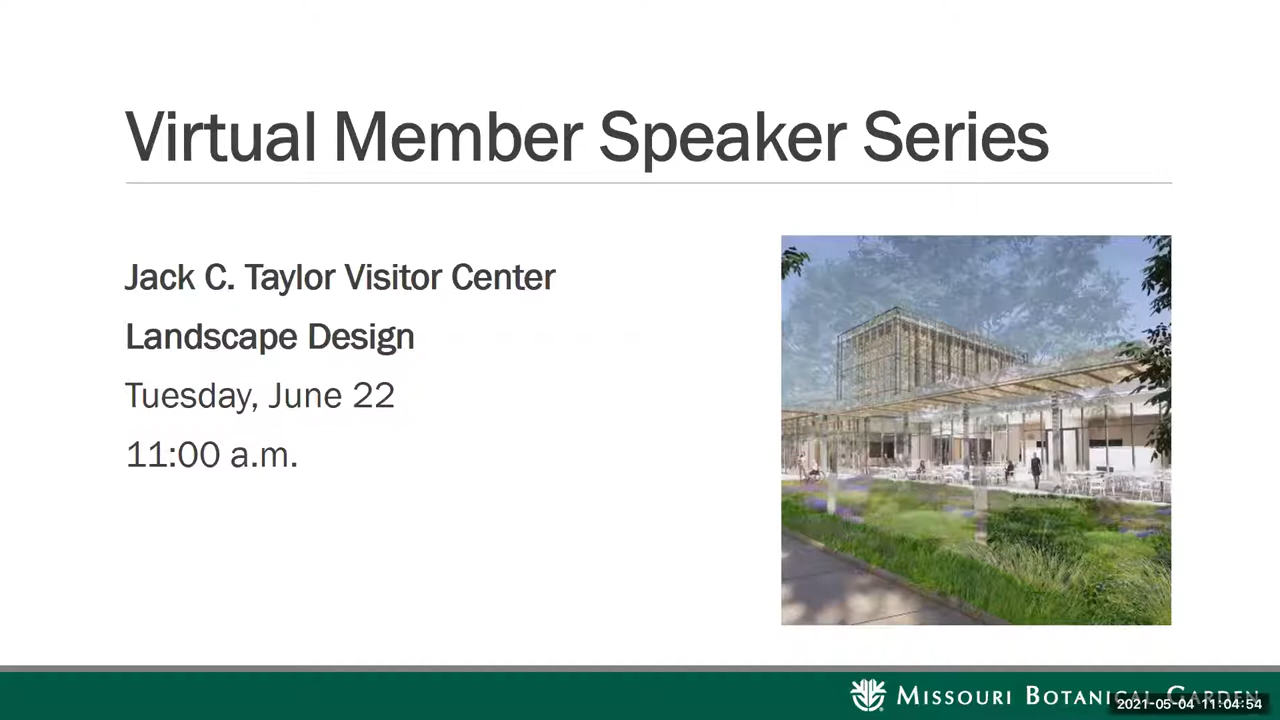 Virtual Member Speaker Series
Jack C. Taylor Visitor Center
Landscape Design
Tuesday, June 22
11:00 a.m.
MISSOURI BOTANICAL GARDEN
2021-05-04 11:04:54